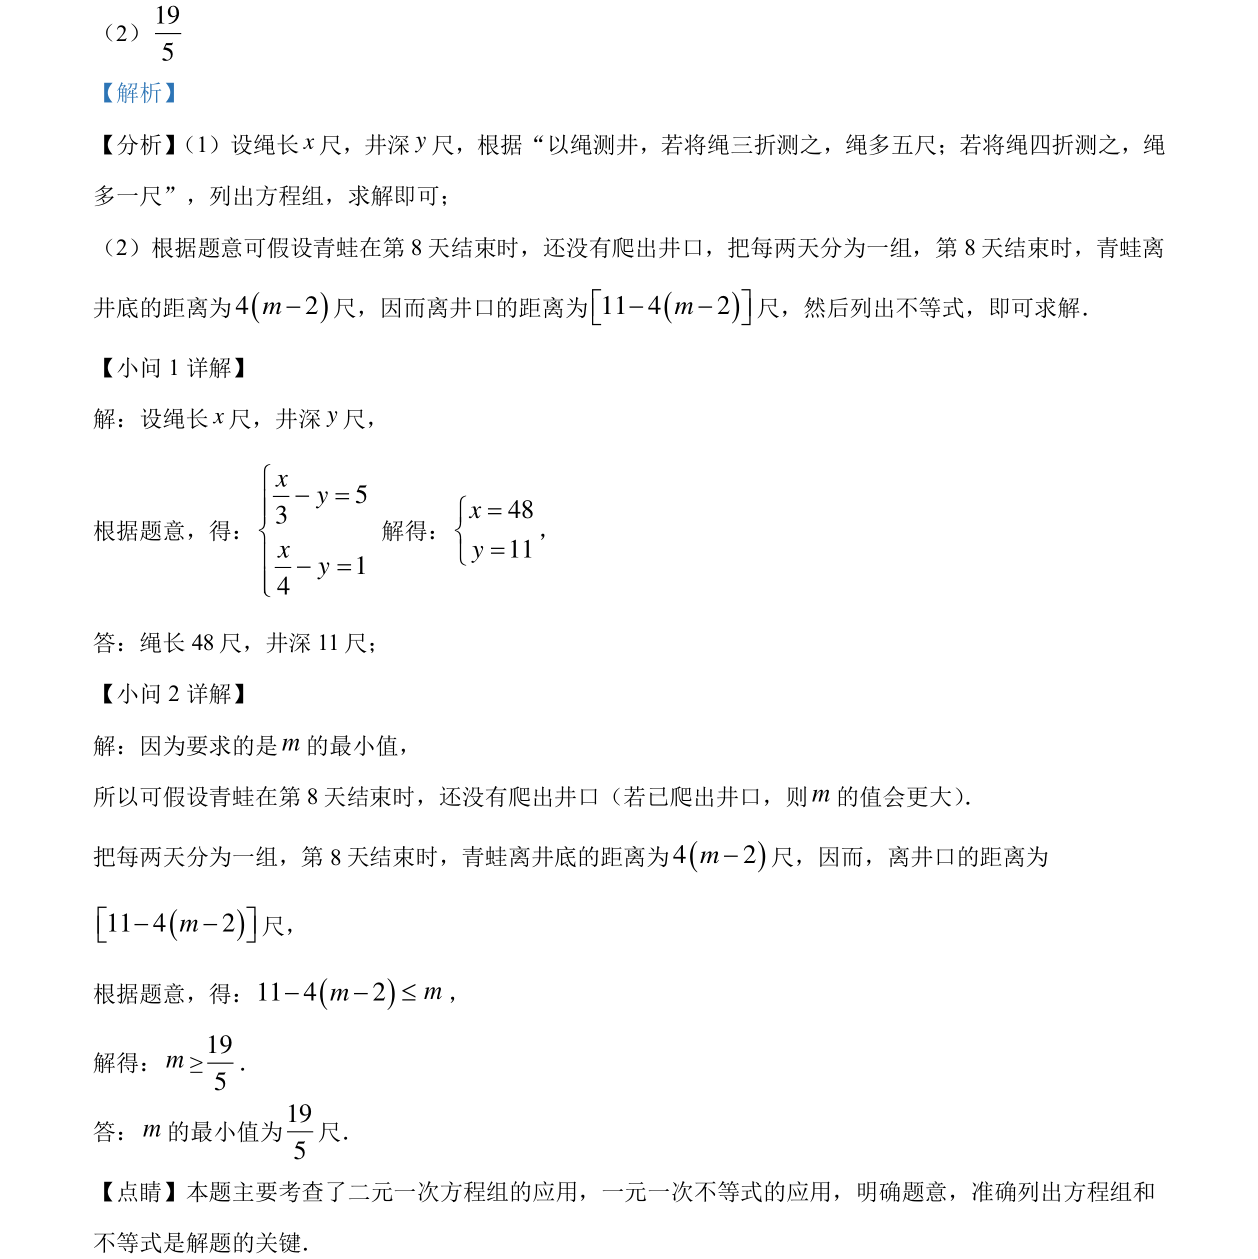 （2）19/5
【解析】
【分析】（1）设绳长 x 尺，井深 y 尺，根据“以绳测井，若将绳三折测之，绳多五尺；若将绳四折测之，绳
多一尺”，列出方程组，求解即可；
（2）根据题意可假设青蛙在第 8 天结束时，还没有爬出井口，把每两天分为一组，第 8 天结束时，青蛙离
井底的距离为 4(m−2) 尺，因而离井口的距离为[11−4(m−2)]尺，然后列出不等式，即可求解．
【小问 1 详解】
解：设绳长 x 尺，井深 y 尺，
根据题意，得：{x/3−y=5 x/4−y=1 解得：{x=48 y=11，
答：绳长 48 尺，井深 11 尺；
【小问 2 详解】
解：因为要求的是 m 的最小值，
所以可假设青蛙在第 8 天结束时，还没有爬出井口（若已爬出井口，则 m 的值会更大）．
把每两天分为一组，第 8 天结束时，青蛙离井底的距离为 4(m−2) 尺，因而，离井口的距离为
[11−4(m−2)]尺，
根据题意，得：11−4(m−2)≤m，
解得：m≥19/5．
答：m 的最小值为19/5尺．
【点睛】本题主要考查了二元一次方程组的应用，一元一次不等式的应用，明确题意，准确列出方程组和
不等式是解题的关键．